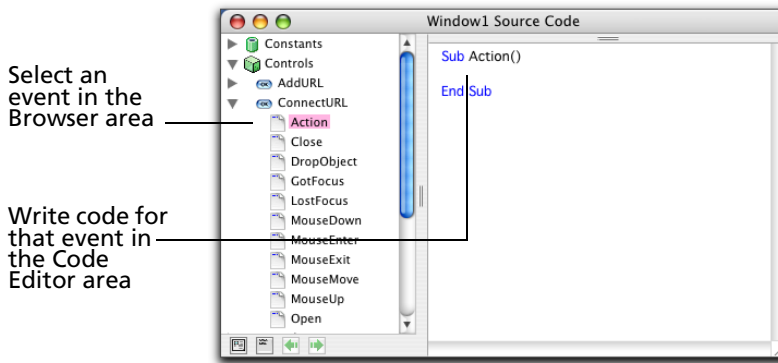 Window1 Source Code
Select an
event in the
Browser area
Write code for
that event in
the Code
Editor area
Constants
Controls
AddURL
ConnectURL
Action
Close
DropObject
GotFocus
LostFocus
MouseDown
MouseEnter
MouseExit
MouseMove
MouseUp
Open
Sub Action()
End Sub